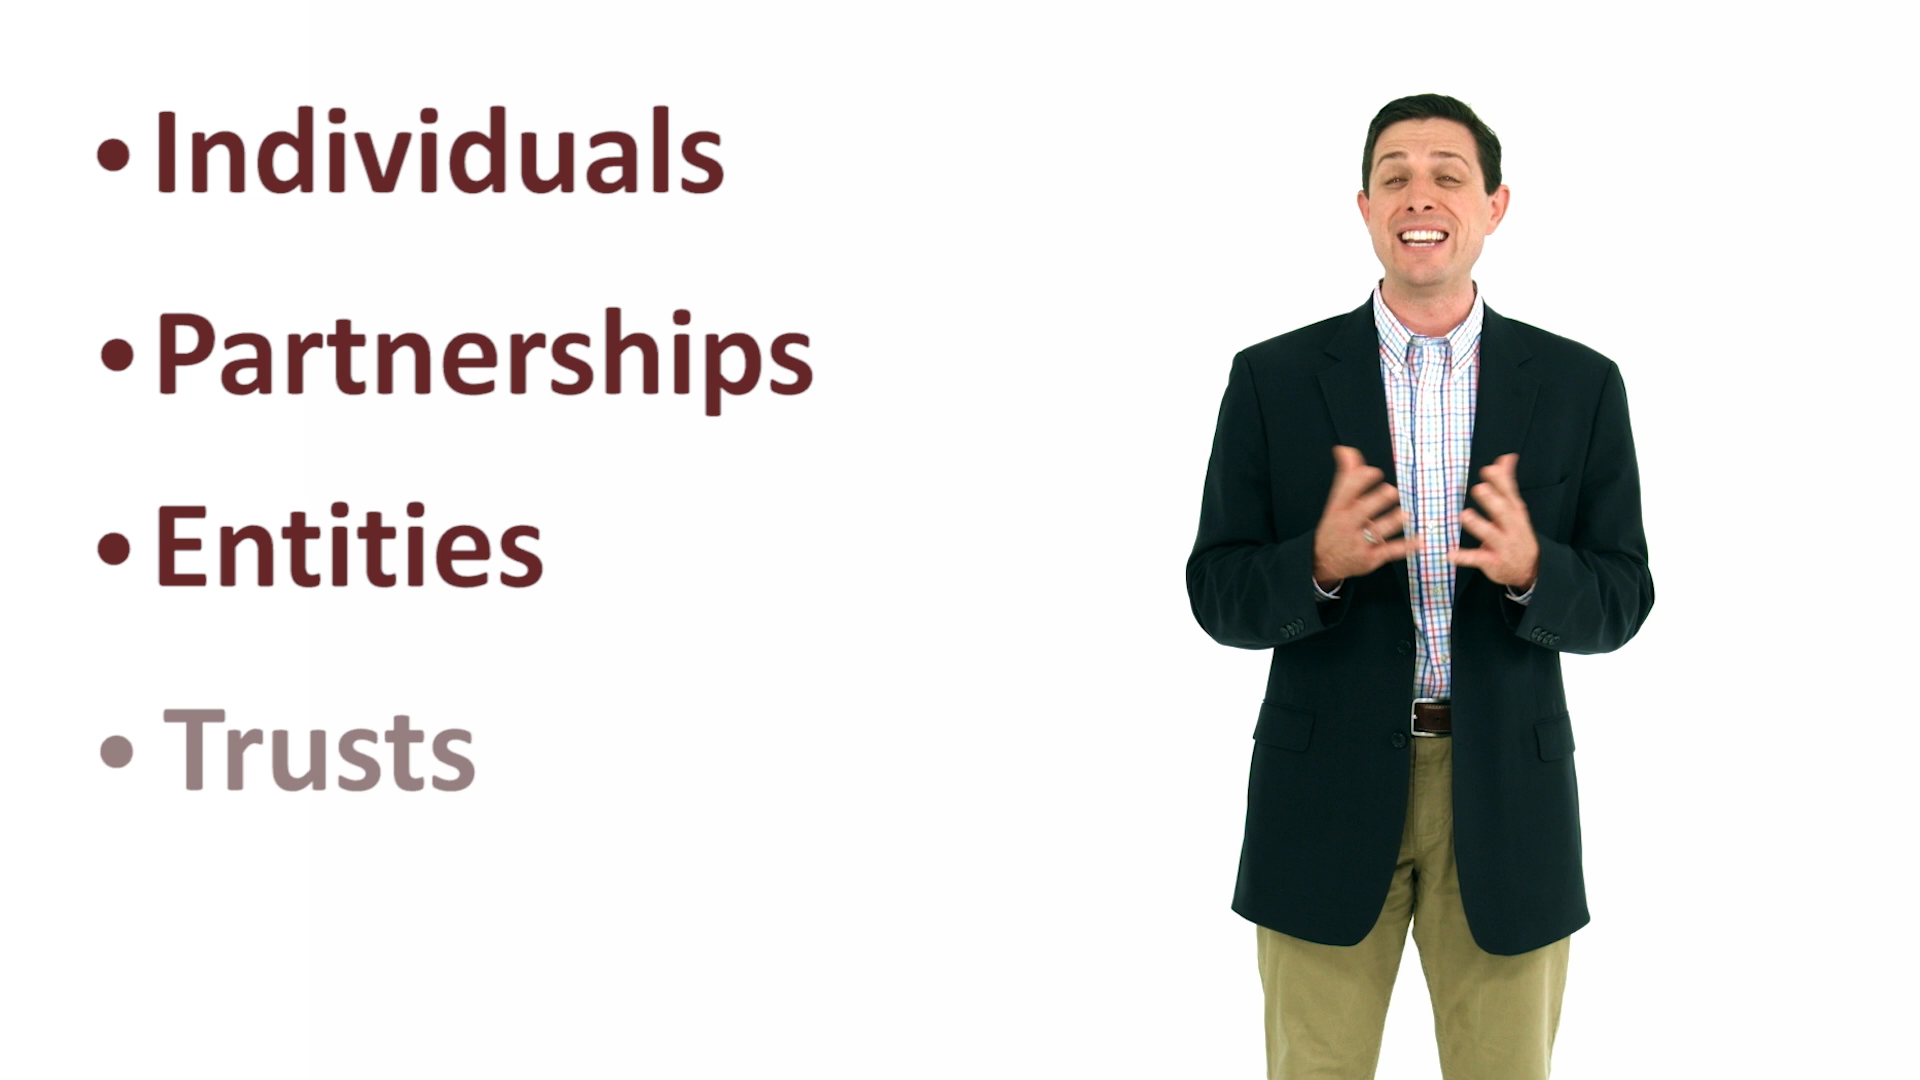 • Individuals
• Partnerships
• Entities
• Trusts